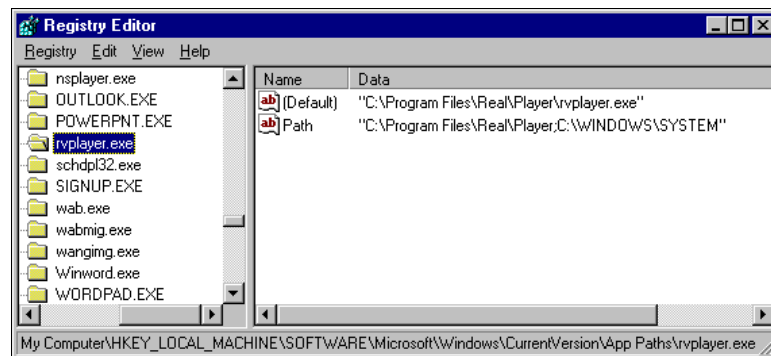 Registry Editor
Registry Edit View Help
nsplayer.exe
OUTLOOK.EXE
POWERPNT.EXE
rvplayer.exe
schdpl32.exe
SIGNUP.EXE
wab.exe
wabmig.exe
wangimg.exe
Winword.exe
WORDPAD.EXE
Name Data
ab (Default) "C:\Program Files\Real\Player\rvplayer.exe"
ab Path "C:\Program Files\Real\Player;C:\WINDOWS\SYSTEM"
My Computer\HKEY_LOCAL_MACHINE\SOFTWARE\Microsoft\Windows\CurrentVersion\App Paths\rvplayer.exe